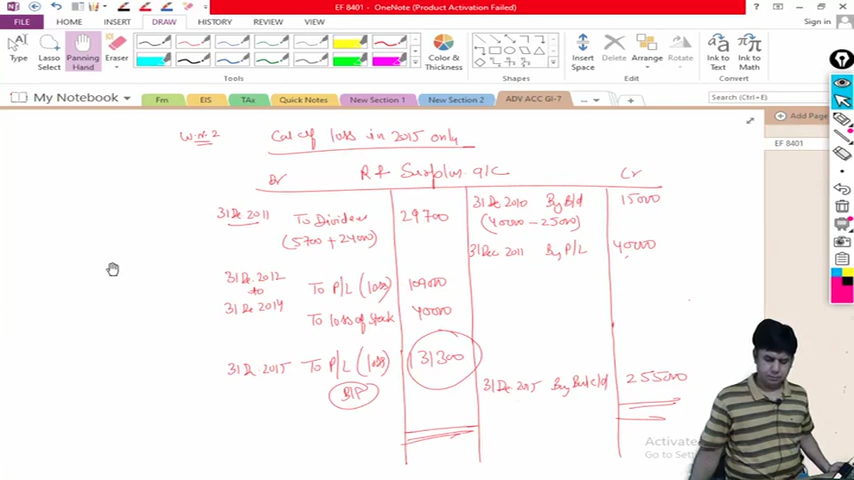 EF 8401 - OneNote (Product Activation Failed)
FILE HOME INSERT DRAW HISTORY REVIEW VIEW Sign in
Type Lasso Select Panning Hand Eraser Color & Thickness Insert Space Delete Arrange Rotate Ink to Text Ink to Math
Tools Shapes Edit Convert
My Notebook Fm EIS TAx Quick Notes New Section 1 New Section 2 ADV ACC GI-7 ... Search (Ctrl+E)
Add Page
EF 8401
W.N.2 Cal of loss in 2015 only
Dr R & Surplus a/c Cr
31 Dec 2010 By B/d 15000
31 Dec 2011 To Dividend 29700 (40000 - 25000)
(5700 + 24000)
31 Dec 2011 By P/L 40000
31 Dec. 2012
to To P/L (loss) 109000
31 Dec 2014
To loss of Stock 40000
31 Dec. 2015 To P/L (loss) 131300
B/F
31 Dec. 2015 By Bal c/d 255000
Activate
Go to Setti